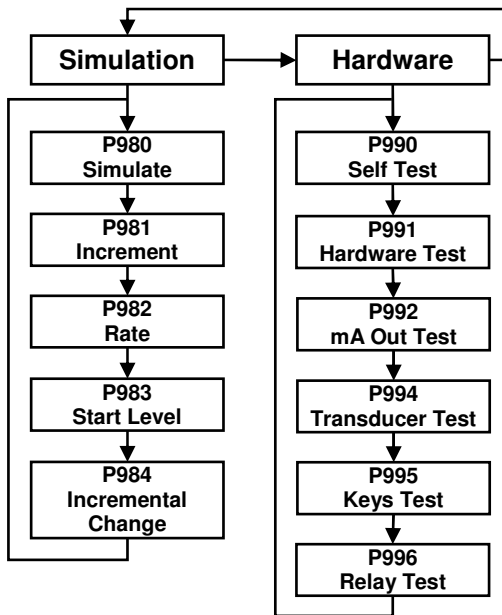 Simulation
Hardware
P980
Simulate
P981
Increment
P982
Rate
P983
Start Level
P984
Incremental
Change
P990
Self Test
P991
Hardware Test
P992
mA Out Test
P994
Transducer Test
P995
Keys Test
P996
Relay Test